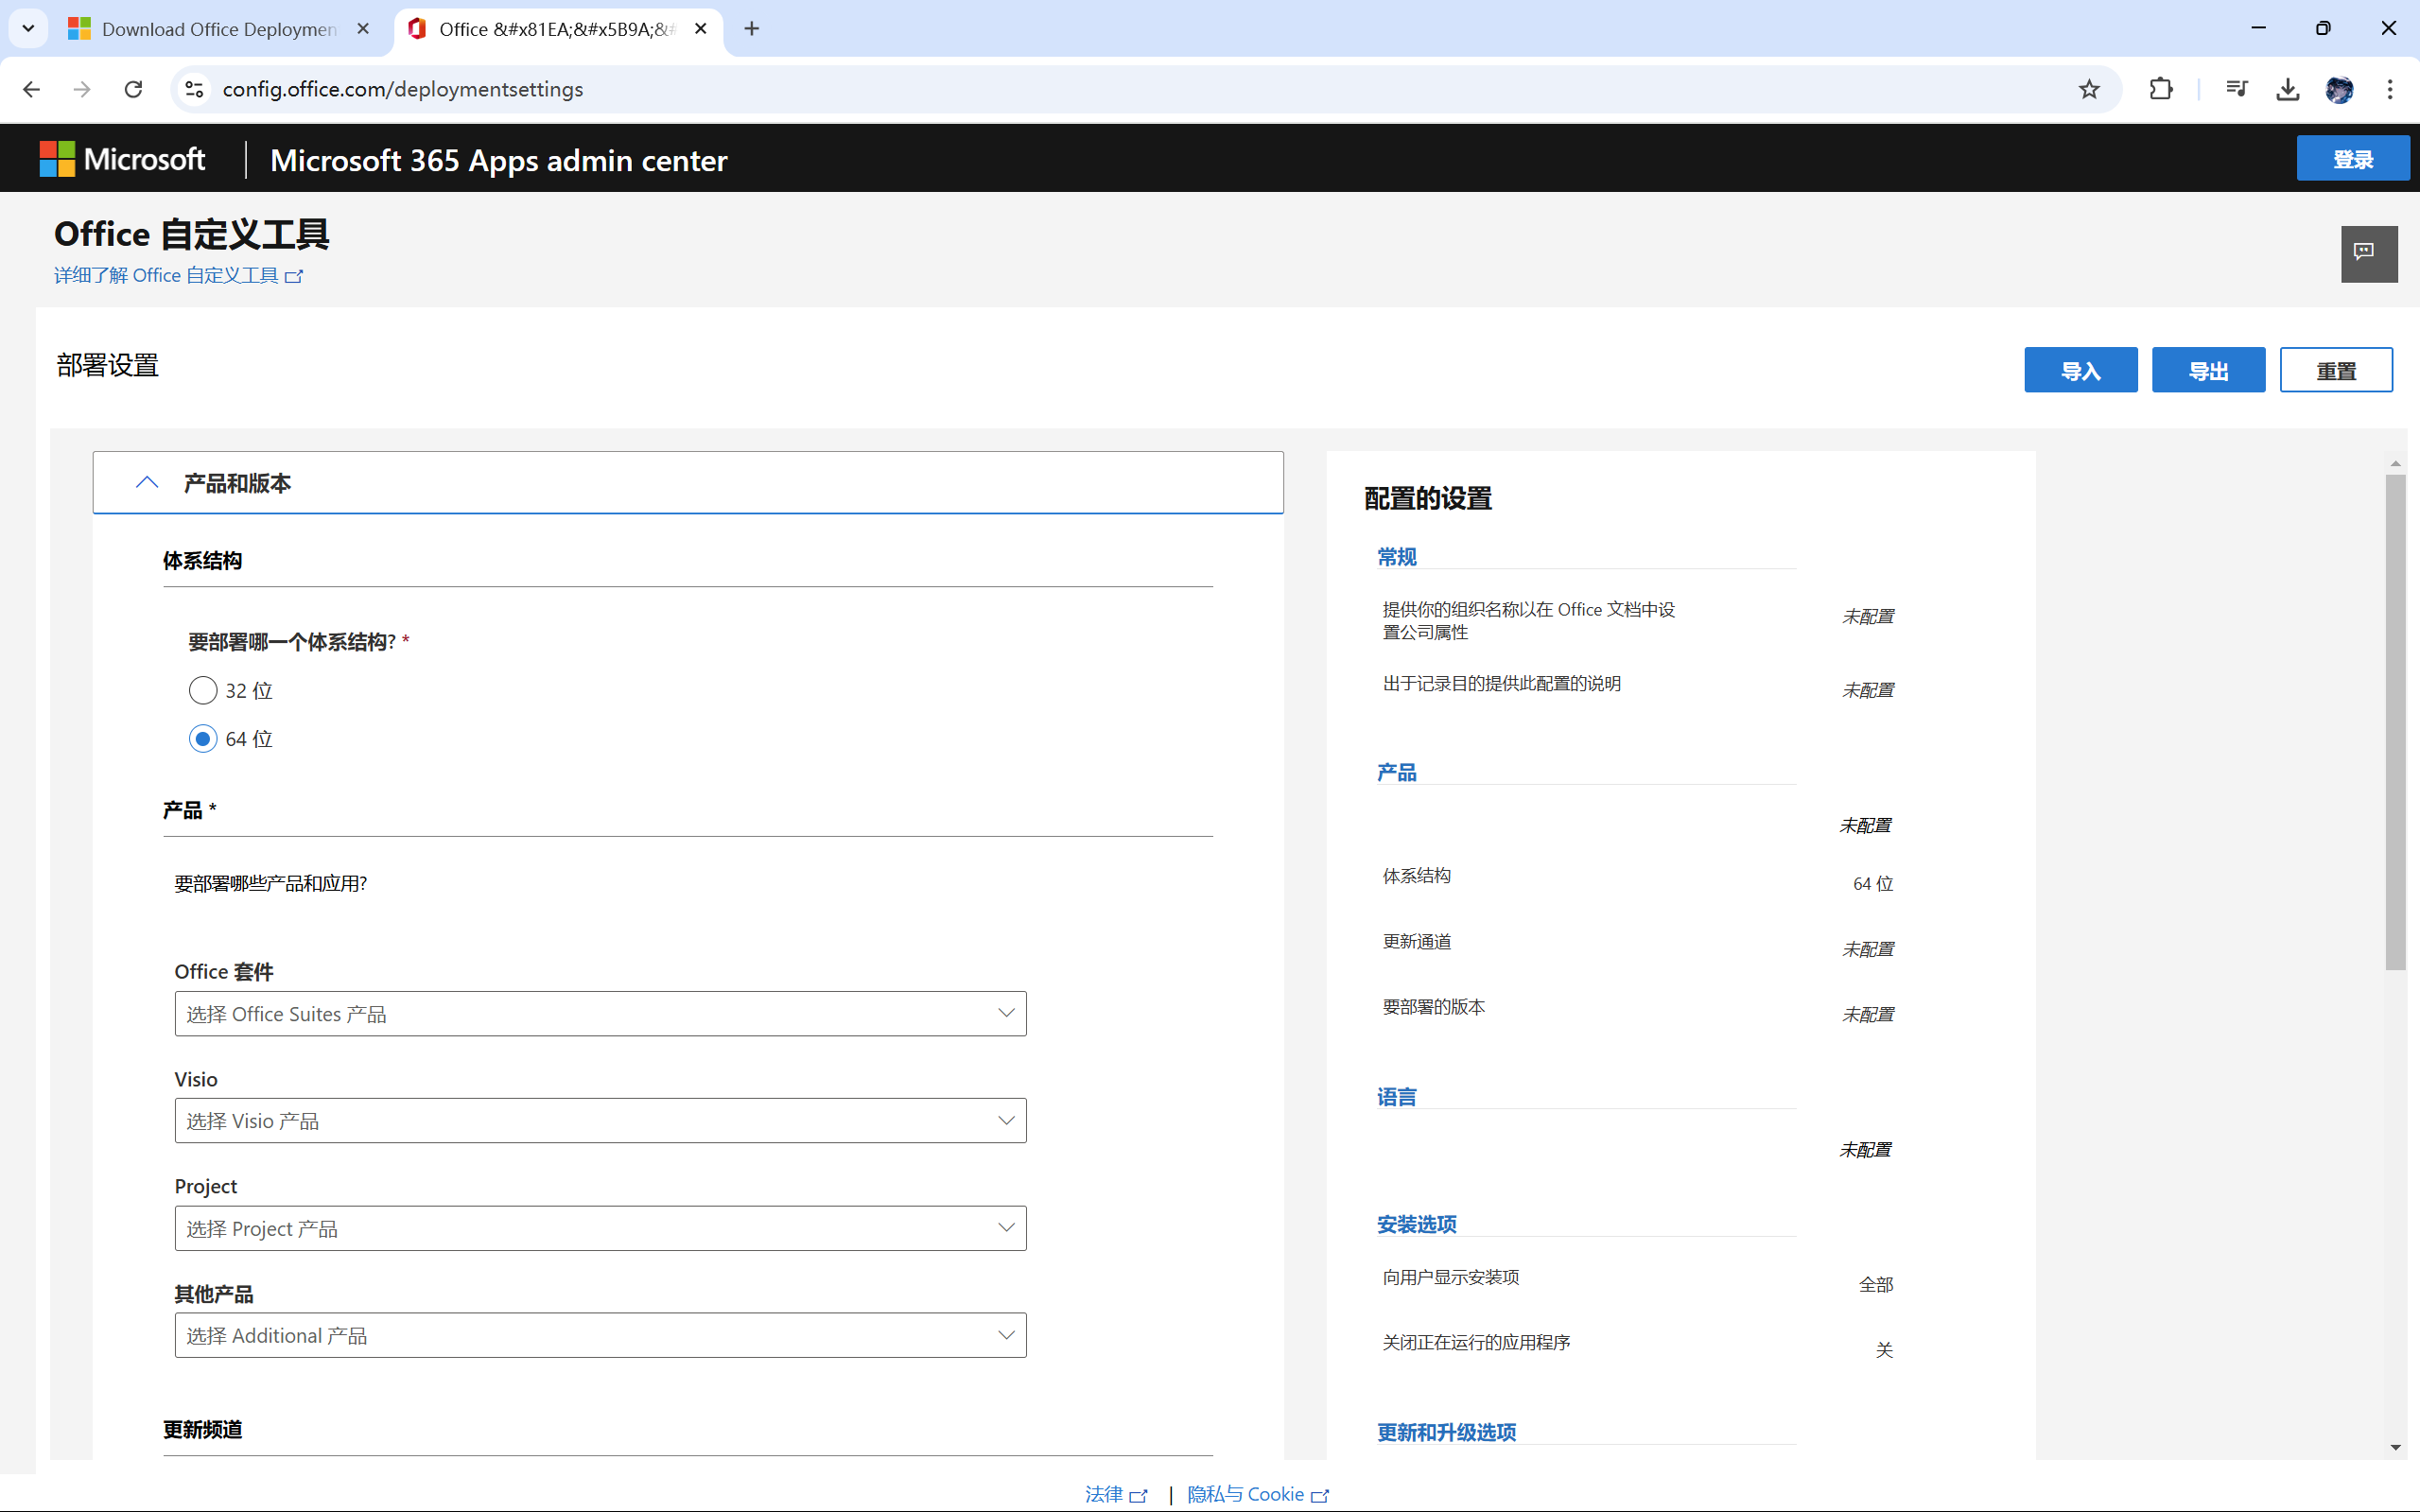 Download Office Deploymen
Office &#x81EA;&#x5B9A;&#
config.office.com/deploymentsettings
Microsoft
Microsoft 365 Apps admin center
登录
Office 自定义工具
详细了解 Office 自定义工具
部署设置
导入
导出
重置
产品和版本
体系结构
要部署哪一个体系结构? *
32 位
64 位
产品 *
要部署哪些产品和应用?
Office 套件
选择 Office Suites 产品
Visio
选择 Visio 产品
Project
选择 Project 产品
其他产品
选择 Additional 产品
更新频道
配置的设置
常规
提供你的组织名称以在 Office 文档中设
置公司属性
未配置
出于记录目的提供此配置的说明
未配置
产品
未配置
体系结构
64 位
更新通道
未配置
要部署的版本
未配置
语言
未配置
安装选项
向用户显示安装项
全部
关闭正在运行的应用程序
关
更新和升级选项
法律 | 隐私与 Cookie